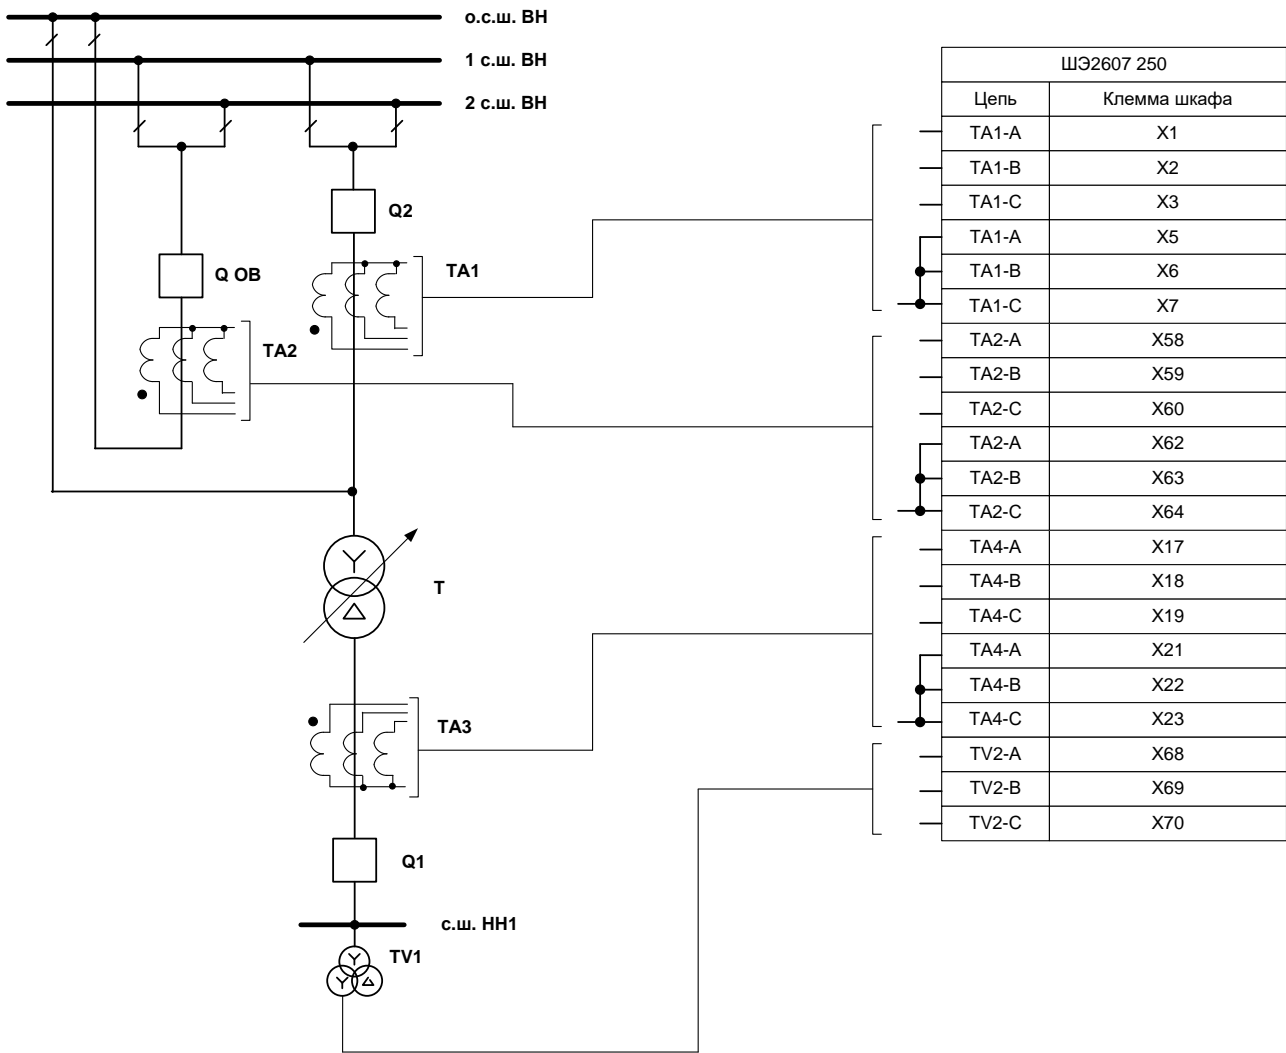 о.с.ш. ВН
1 с.ш. ВН
2 с.ш. ВН
Q2
Q ОВ
TA1
TA2
Т
TA3
Q1
с.ш. НН1
TV1
ШЭ2607 250
Цепь Клемма шкафа
TA1-A X1
TA1-B X2
TA1-C X3
TA1-A X5
TA1-B X6
TA1-C X7
TA2-A X58
TA2-B X59
TA2-C X60
TA2-A X62
TA2-B X63
TA2-C X64
TA4-A X17
TA4-B X18
TA4-C X19
TA4-A X21
TA4-B X22
TA4-C X23
TV2-A X68
TV2-B X69
TV2-C X70